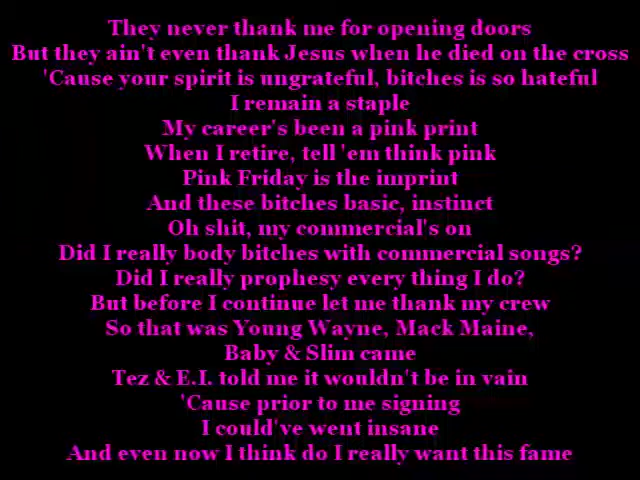 They never thank me for opening doors
But they ain't even thank Jesus when he died on the cross
'Cause your spirit is ungrateful, bitches is so hateful
I remain a staple
My career's been a pink print
When I retire, tell 'em think pink
Pink Friday is the imprint
And these bitches basic, instinct
Oh shit, my commercial's on
Did I really body bitches with commercial songs?
Did I really prophesy every thing I do?
But before I continue let me thank my crew
So that was Young Wayne, Mack Maine,
Baby & Slim came
Tez & E.I. told me it wouldn't be in vain
'Cause prior to me signing
I could've went insane
And even now I think do I really want this fame